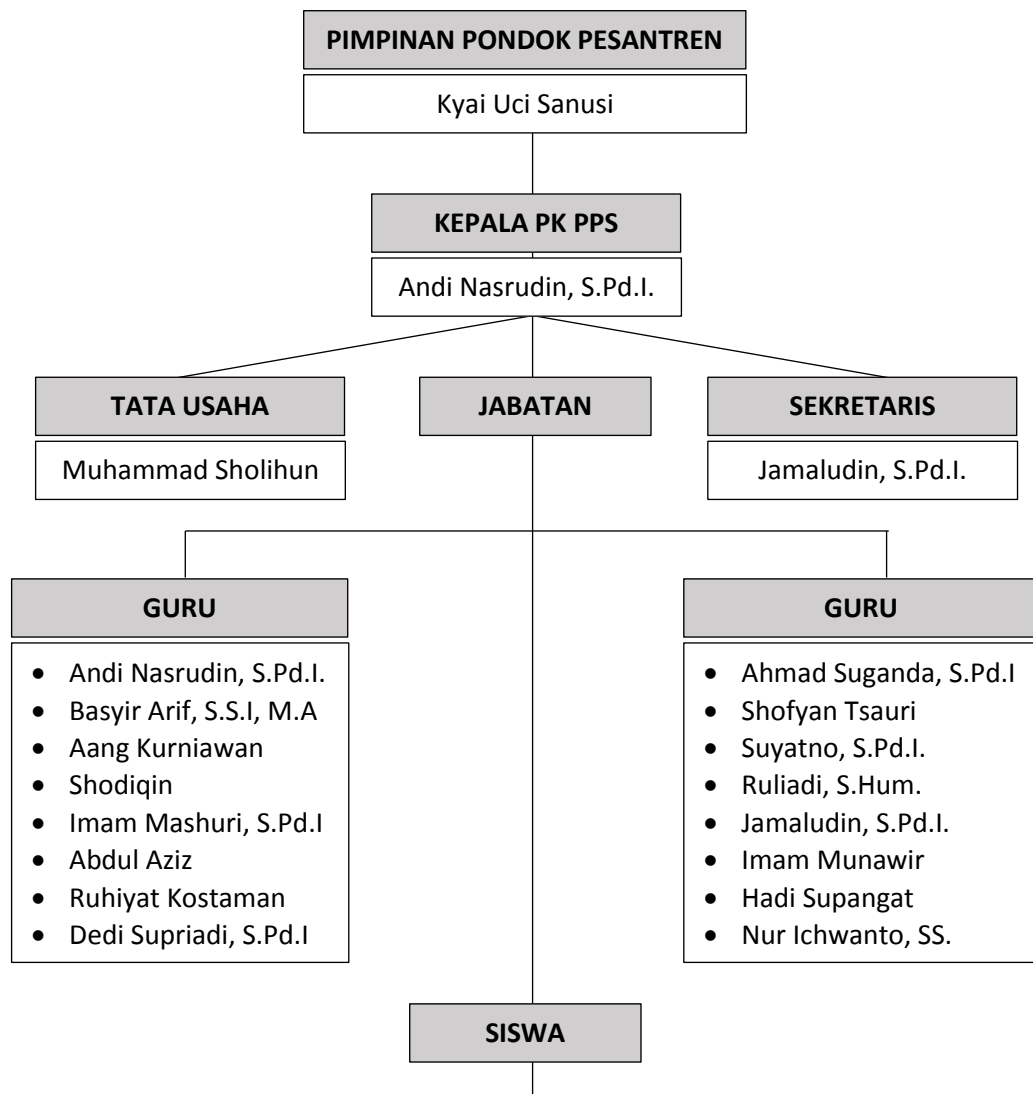 PIMPINAN PONDOK PESANTREN
Kyai Uci Sanusi
KEPALA PK PPS
Andi Nasrudin, S.Pd.I.
TATA USAHA
Muhammad Sholihun
JABATAN
SEKRETARIS
Jamaludin, S.Pd.I.
GURU
• Andi Nasrudin, S.Pd.I.
• Basyir Arif, S.S.I, M.A
• Aang Kurniawan
• Shodiqin
• Imam Mashuri, S.Pd.I
• Abdul Aziz
• Ruhiyat Kostaman
• Dedi Supriadi, S.Pd.I
GURU
• Ahmad Suganda, S.Pd.I
• Shofyan Tsauri
• Suyatno, S.Pd.I.
• Ruliadi, S.Hum.
• Jamaludin, S.Pd.I.
• Imam Munawir
• Hadi Supangat
• Nur Ichwanto, SS.
SISWA